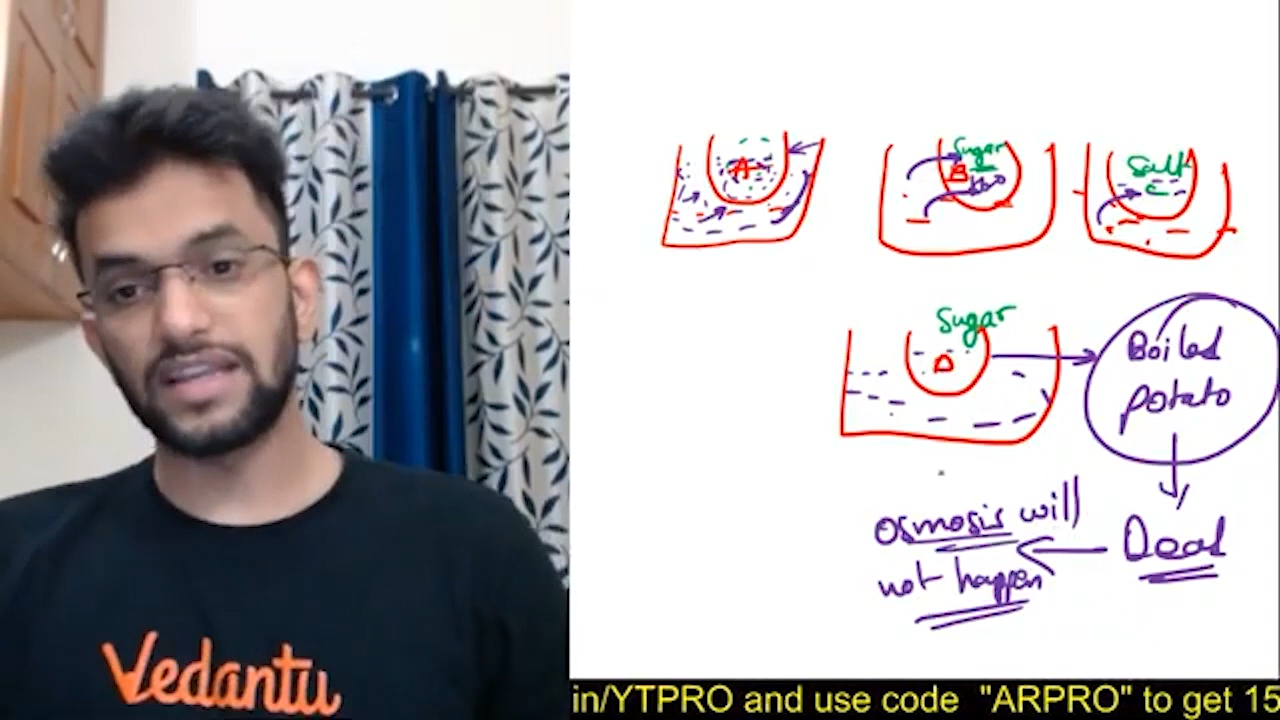 A
Sugar
B
Salt
C
Sugar
D
Boiled
potato
Dead
Osmosis will
not happen
Vedantu
in/YTPRO and use code "ARPRO" to get 15